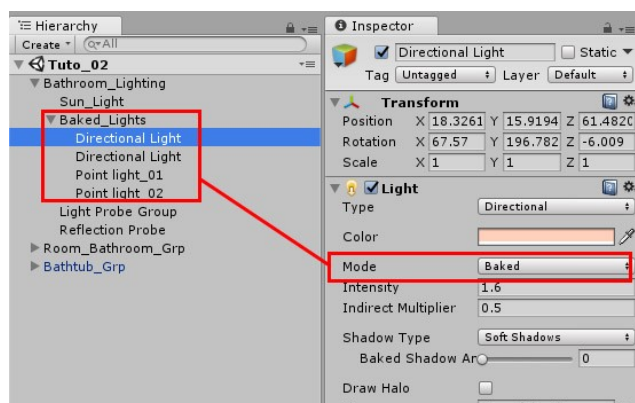 Hierarchy
Create
All
Tuto_02
Bathroom_Lighting
Sun_Light
Baked_Lights
Directional Light
Directional Light
Point light_01
Point light_02
Light Probe Group
Reflection Probe
Room_Bathroom_Grp
Bathtub_Grp
Inspector
Directional Light Static
Tag Untagged Layer Default
Transform
Position X 18.3261 Y 15.9194 Z 61.4820
Rotation X 67.57 Y 196.782 Z -6.009
Scale X 1 Y 1 Z 1
Light
Type Directional
Color
Mode Baked
Intensity 1.6
Indirect Multiplier 0.5
Shadow Type Soft Shadows
Baked Shadow An 0
Draw Halo